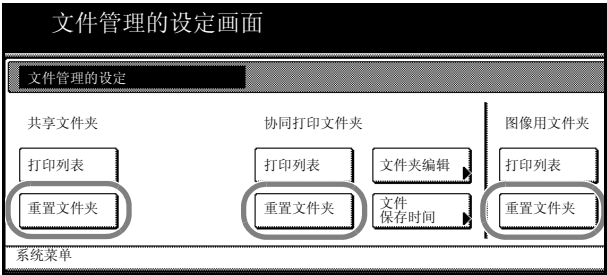 文件管理的设定画面
文件管理的设定
共享文件夹 协同打印文件夹 图像用文件夹
打印列表 打印列表 文件夹编辑 打印列表
重置文件夹 重置文件夹 文件
保存时间 重置文件夹
系统菜单